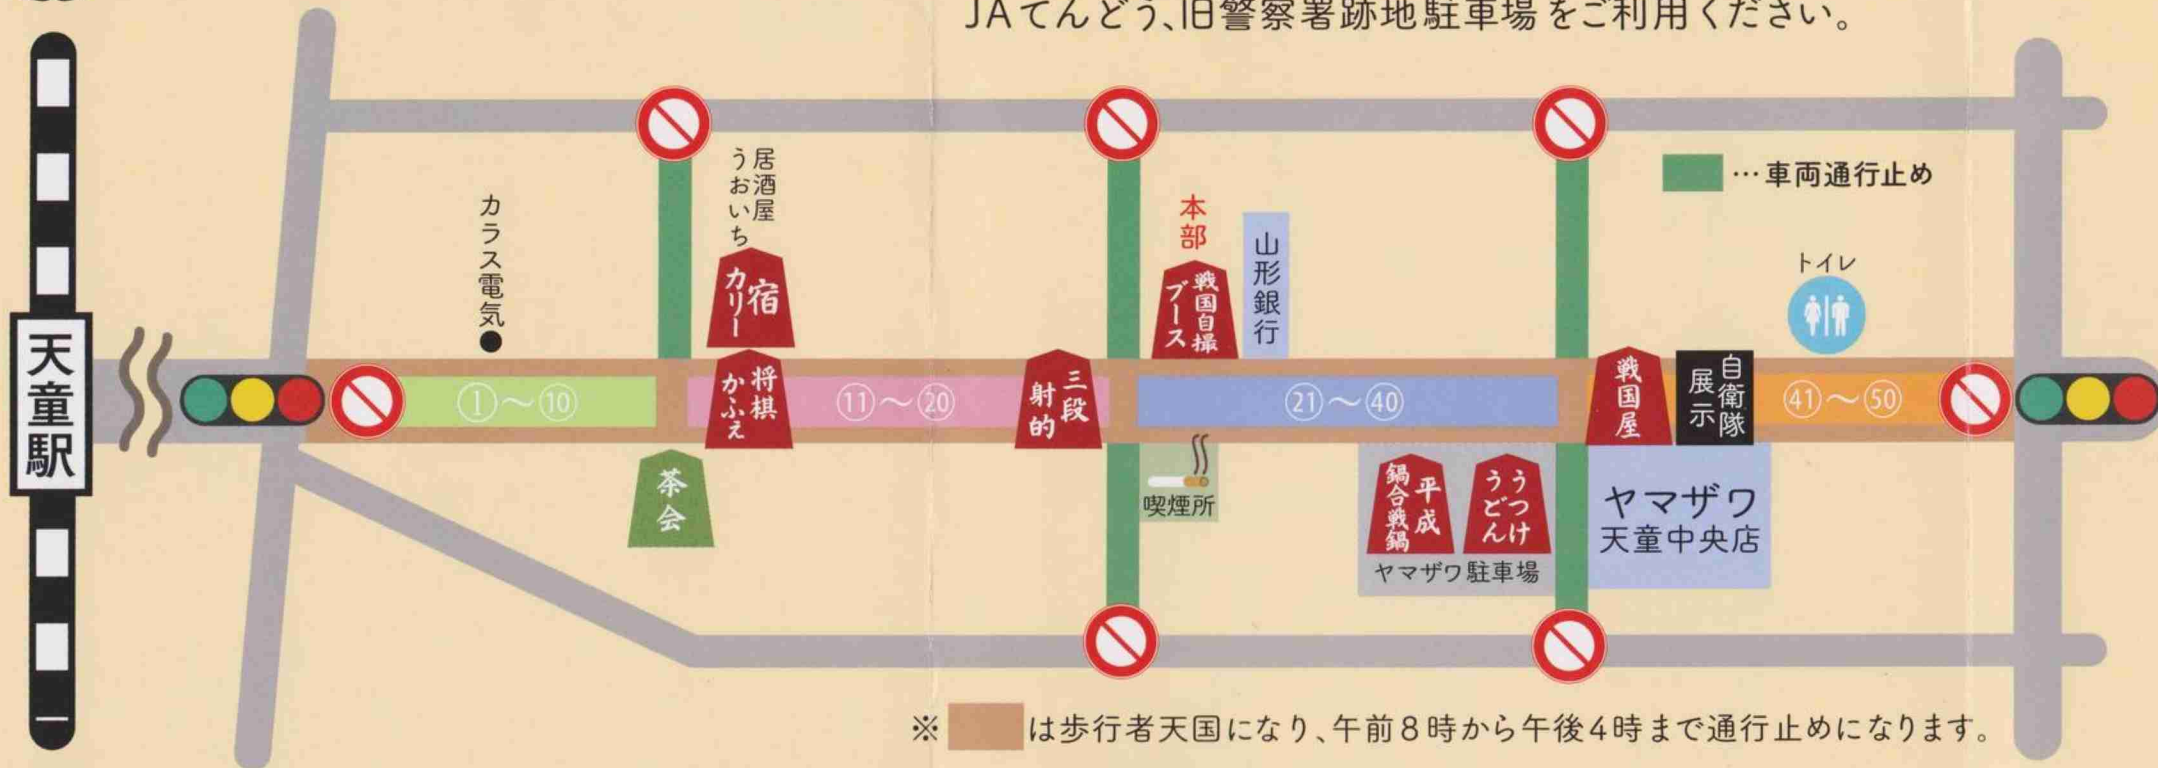 JAてんどう、旧警察署跡地駐車場をご利用ください。
…車両通行止め
天童駅
カラス電気
居酒屋
うおいち
宿
カリー
将棋
かふぇ
茶会
①〜⑩
⑪〜⑳
三段
射的
本部
戦国自撮
ブース
山形銀行
㉑〜㊵
喫煙所
平成
鍋合戦鍋
うつけ
うどん
ヤマザワ駐車場
戦国屋
自衛隊
展示
トイレ
㊶〜㊿
ヤマザワ
天童中央店
※ は歩行者天国になり、午前8時から午後4時まで通行止めになります。